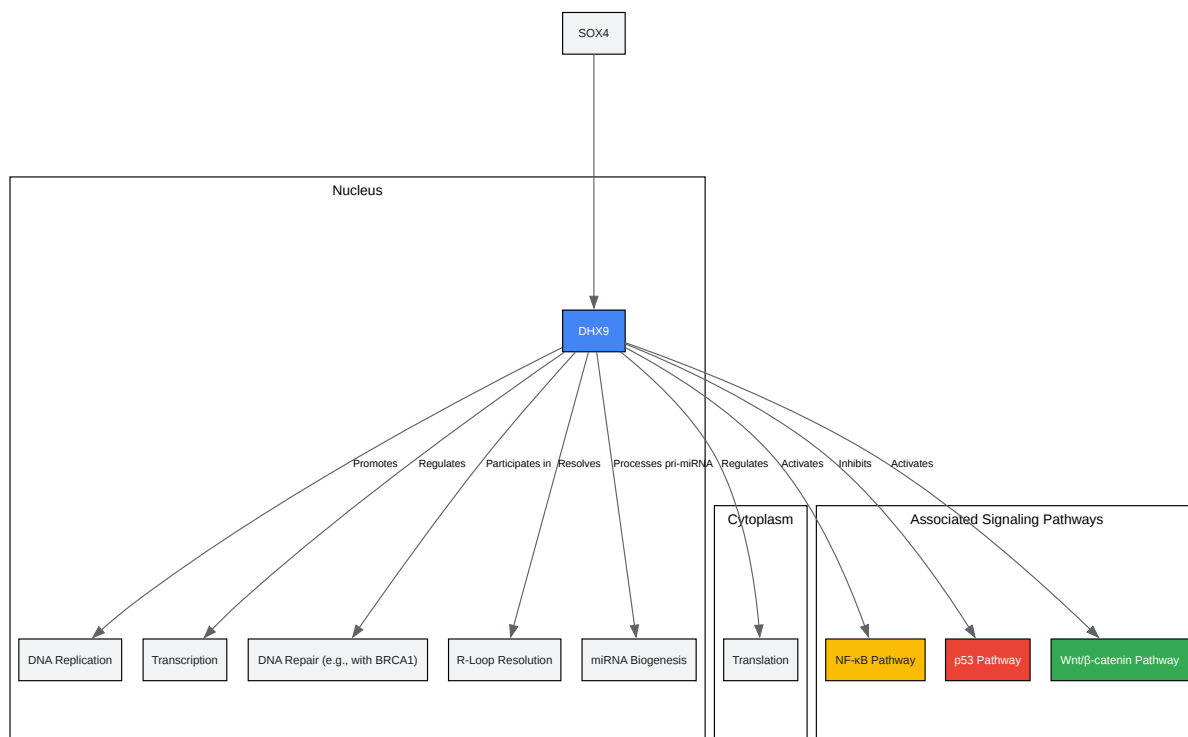 SOX4
Nucleus
DHX9
Promotes
Regulates
Participates in
Resolves
Processes pri-miRNA
Regulates
Activates
Inhibits
Activates
Cytoplasm
Associated Signaling Pathways
DNA Replication
Transcription
DNA Repair (e.g., with BRCA1)
R-Loop Resolution
miRNA Biogenesis
Translation
NF-κB Pathway
p53 Pathway
Wnt/β-catenin Pathway